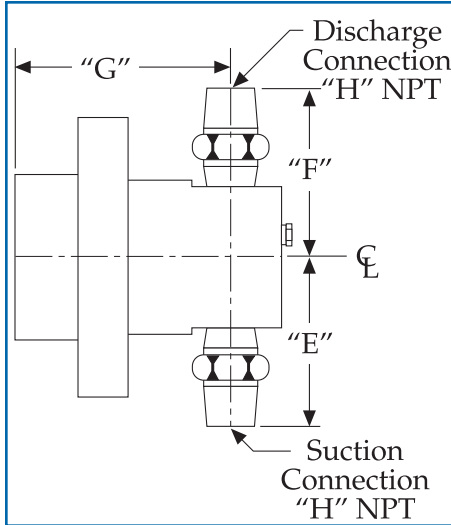 Discharge
Connection
“H” NPT
“G”
“F”
℄
“E”
Suction
Connection
“H” NPT